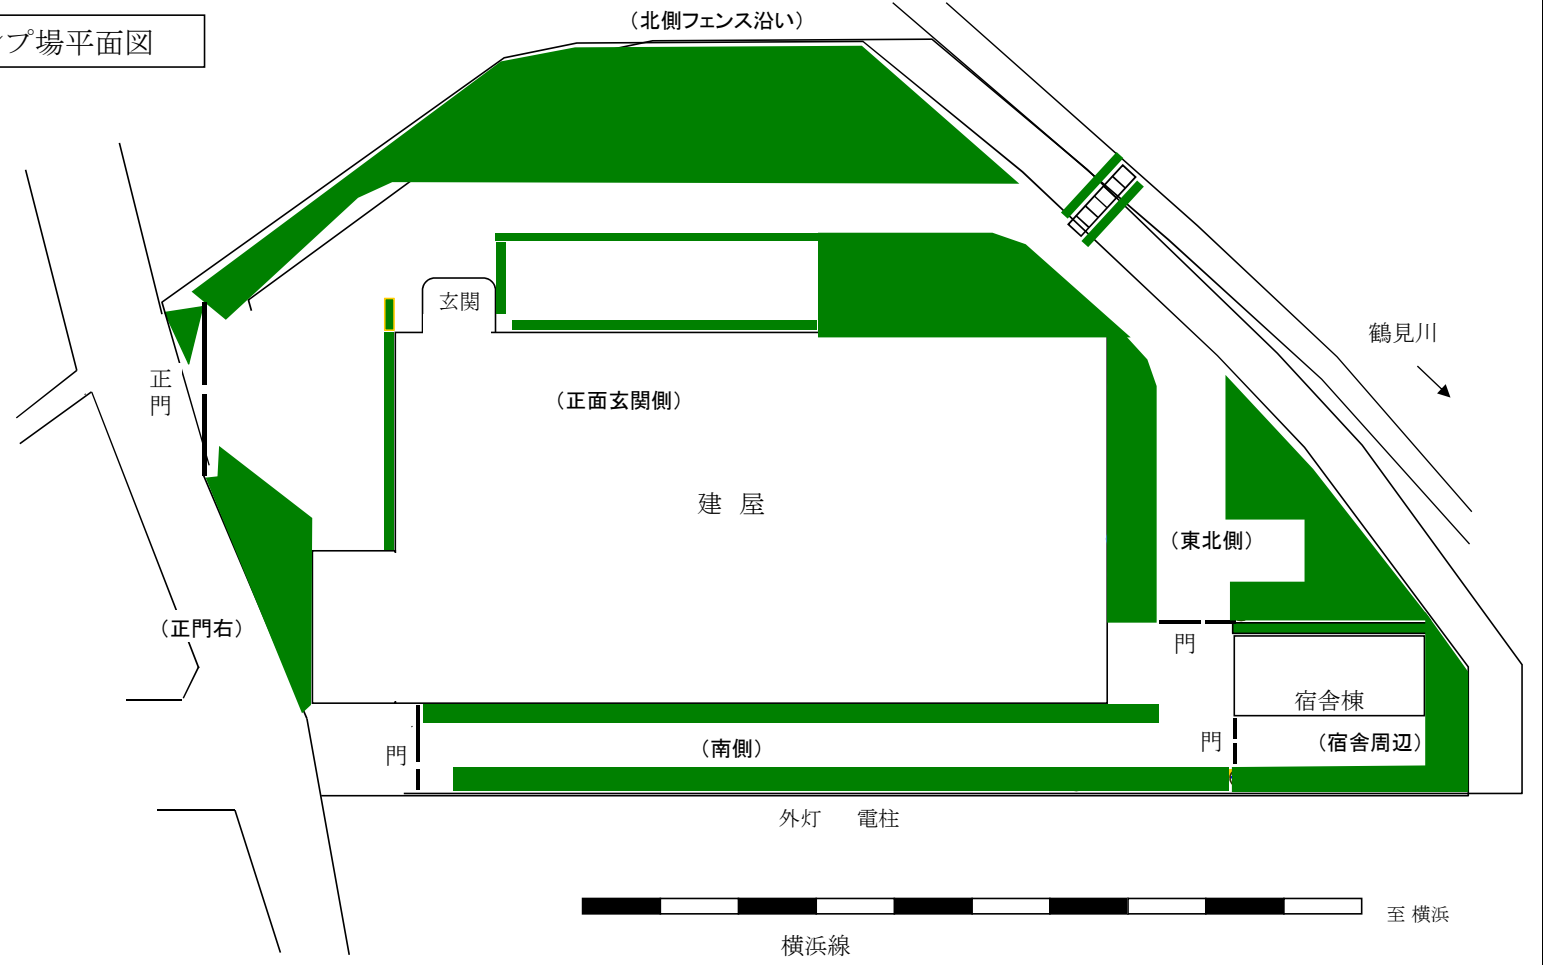 プ場平面図
（北側フェンス沿い）
玄関
鶴見川
正門
（正面玄関側）
建 屋
（東北側）
（正門右）
門
宿舎棟
門
（南側）
門
（宿舎周辺）
外灯 電柱
至 横浜
横浜線